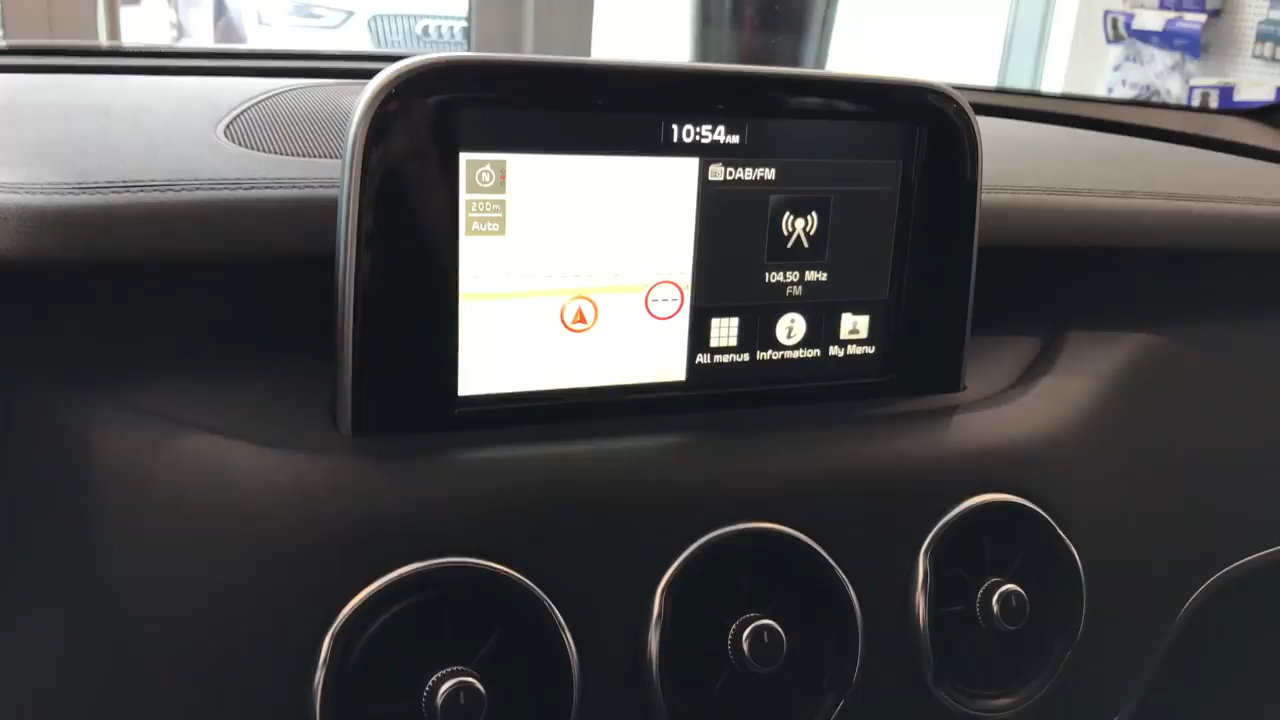 10:54AM
N
200m
Auto
DAB/FM
104.50 MHz
FM
All menus
Information
My Menu